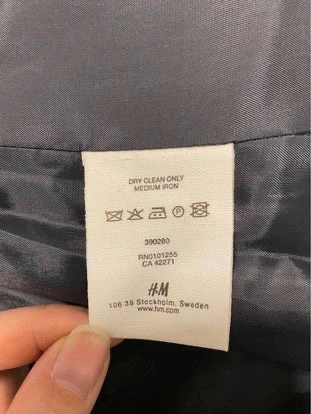 DRY CLEAN ONLY
MEDIUM IRON
P
390280
RN0101255
CA 42271
H&M
106 38 Stockholm, Sweden
www.hm.com